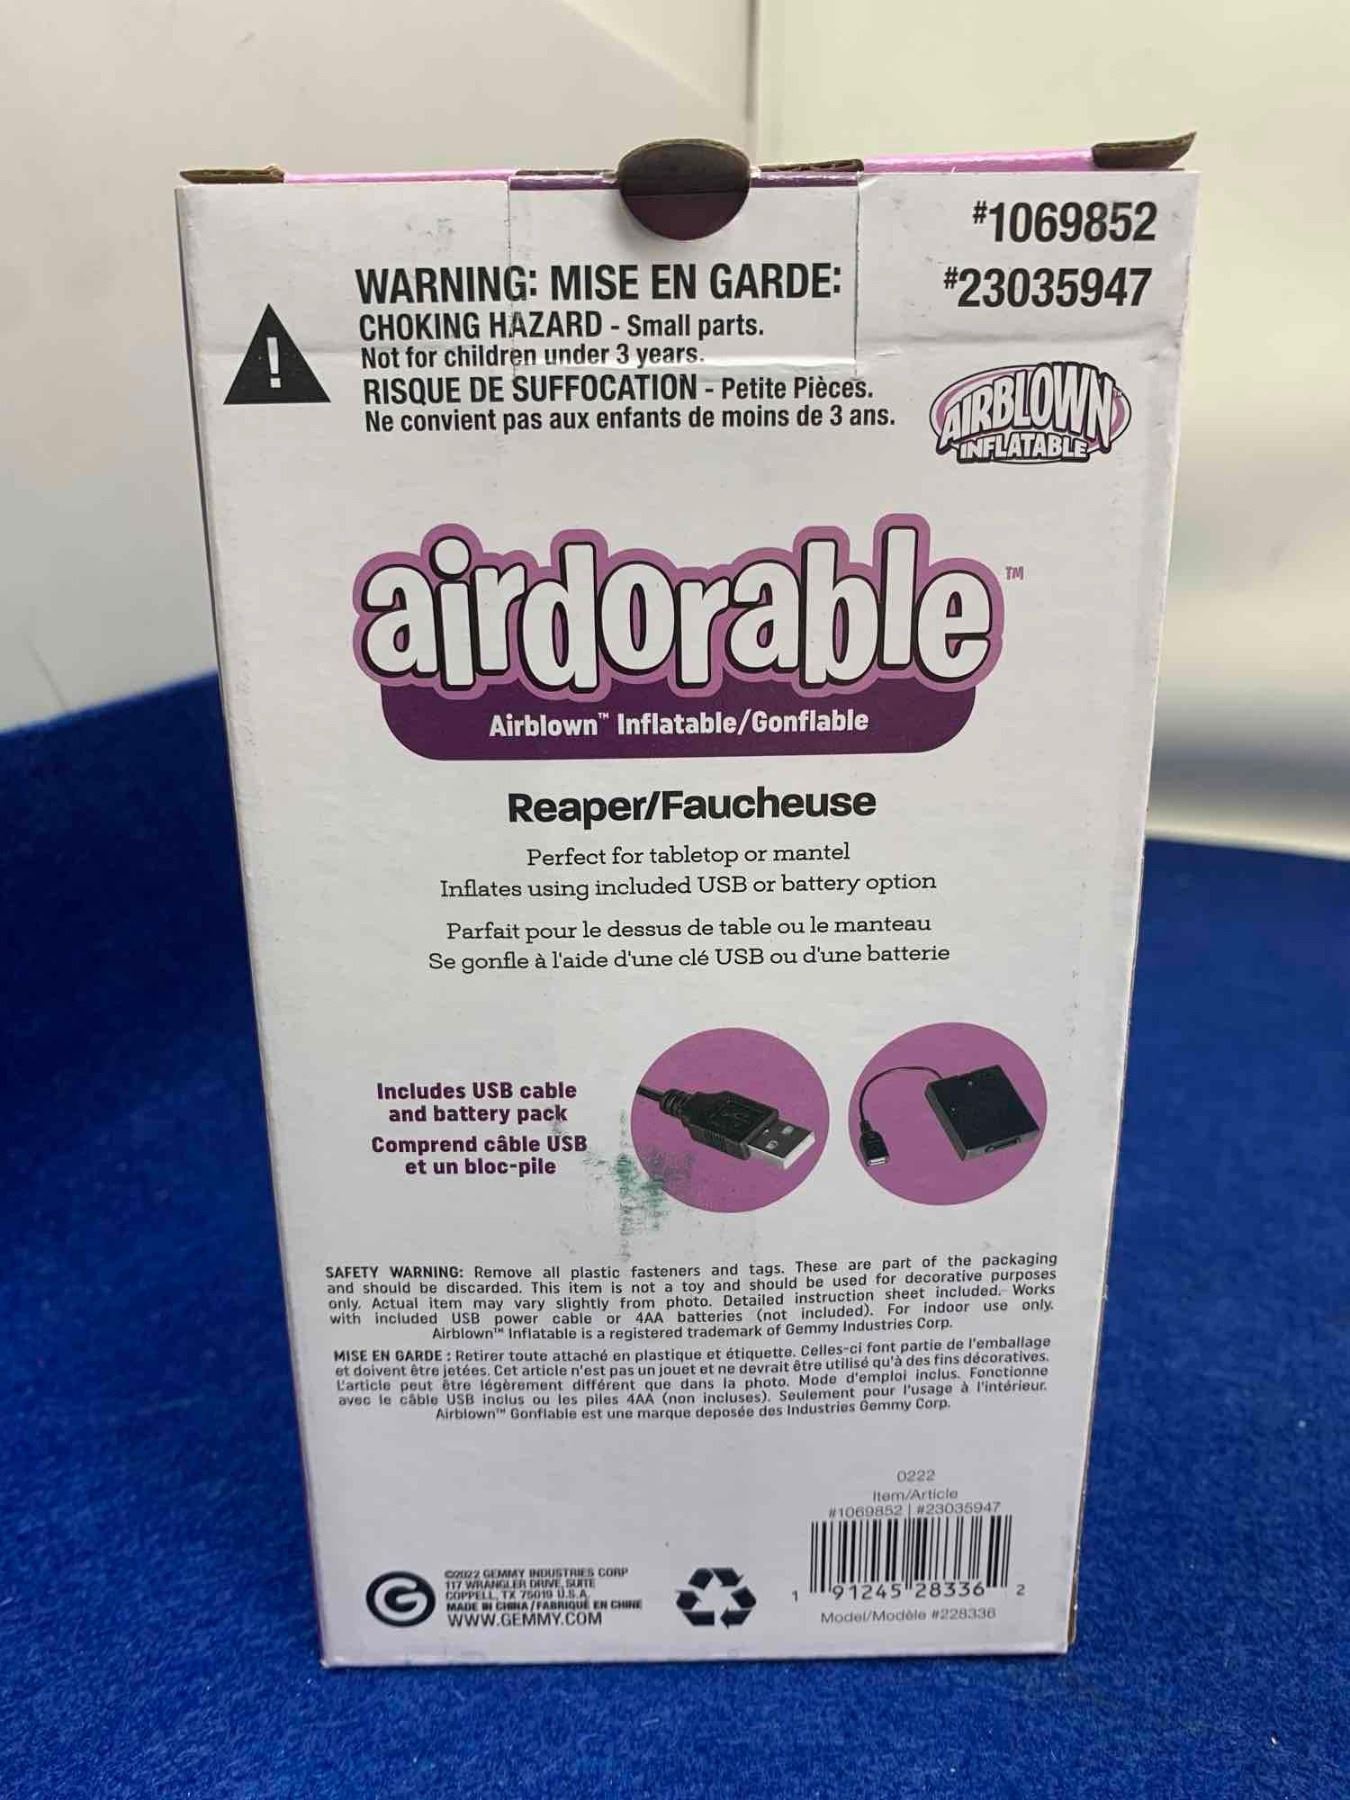 #1069852
#23035947
WARNING: MISE EN GARDE:
CHOKING HAZARD - Small parts.
Not for children under 3 years.
RISQUE DE SUFFOCATION - Petite Pièces.
Ne convient pas aux enfants de moins de 3 ans.
!
AIRBLOWN
INFLATABLE
airdorable™
Airblown™ Inflatable/Gonflable
Reaper/Faucheuse
Perfect for tabletop or mantel
Inflates using included USB or battery option
Parfait pour le dessus de table ou le manteau
Se gonfle à l'aide d'une clé USB ou d'une batterie
Includes USB cable
and battery pack
Comprend câble USB
et un bloc-pile
SAFETY WARNING: Remove all plastic fasteners and tags. These are part of the packaging
and should be discarded. This item is not a toy and should be used for decorative purposes
only. Actual item may vary slightly from photo. Detailed instruction sheet included. Works
with included USB power cable or 4AA batteries (not included). For indoor use only.
Airblown™ Inflatable is a registered trademark of Gemmy Industries Corp.
MISE EN GARDE : Retirer toute attaché en plastique et étiquette. Celles-ci font partie de l'emballage
et doivent être jetées. Cet article n'est pas un jouet et ne devrait être utilisé qu'à des fins décoratives.
L'article peut être légèrement différent que dans la photo. Mode d'emploi inclus. Fonctionne
avec le câble USB inclus ou les piles 4AA (non incluses). Seulement pour l'usage à l'intérieur.
Airblown™ Gonflable est une marque deposée des Industries Gemmy Corp.
0222
Item/Article
#1069852 | #23035947
1 91245 28336 2
Model/Modèle #228336
G
©2022 GEMMY INDUSTRIES CORP
117 WRANGLER DRIVE, SUITE
COPPELL, TX 75019 U.S.A.
MADE IN CHINA / FABRIQUÉ EN CHINE
WWW.GEMMY.COM